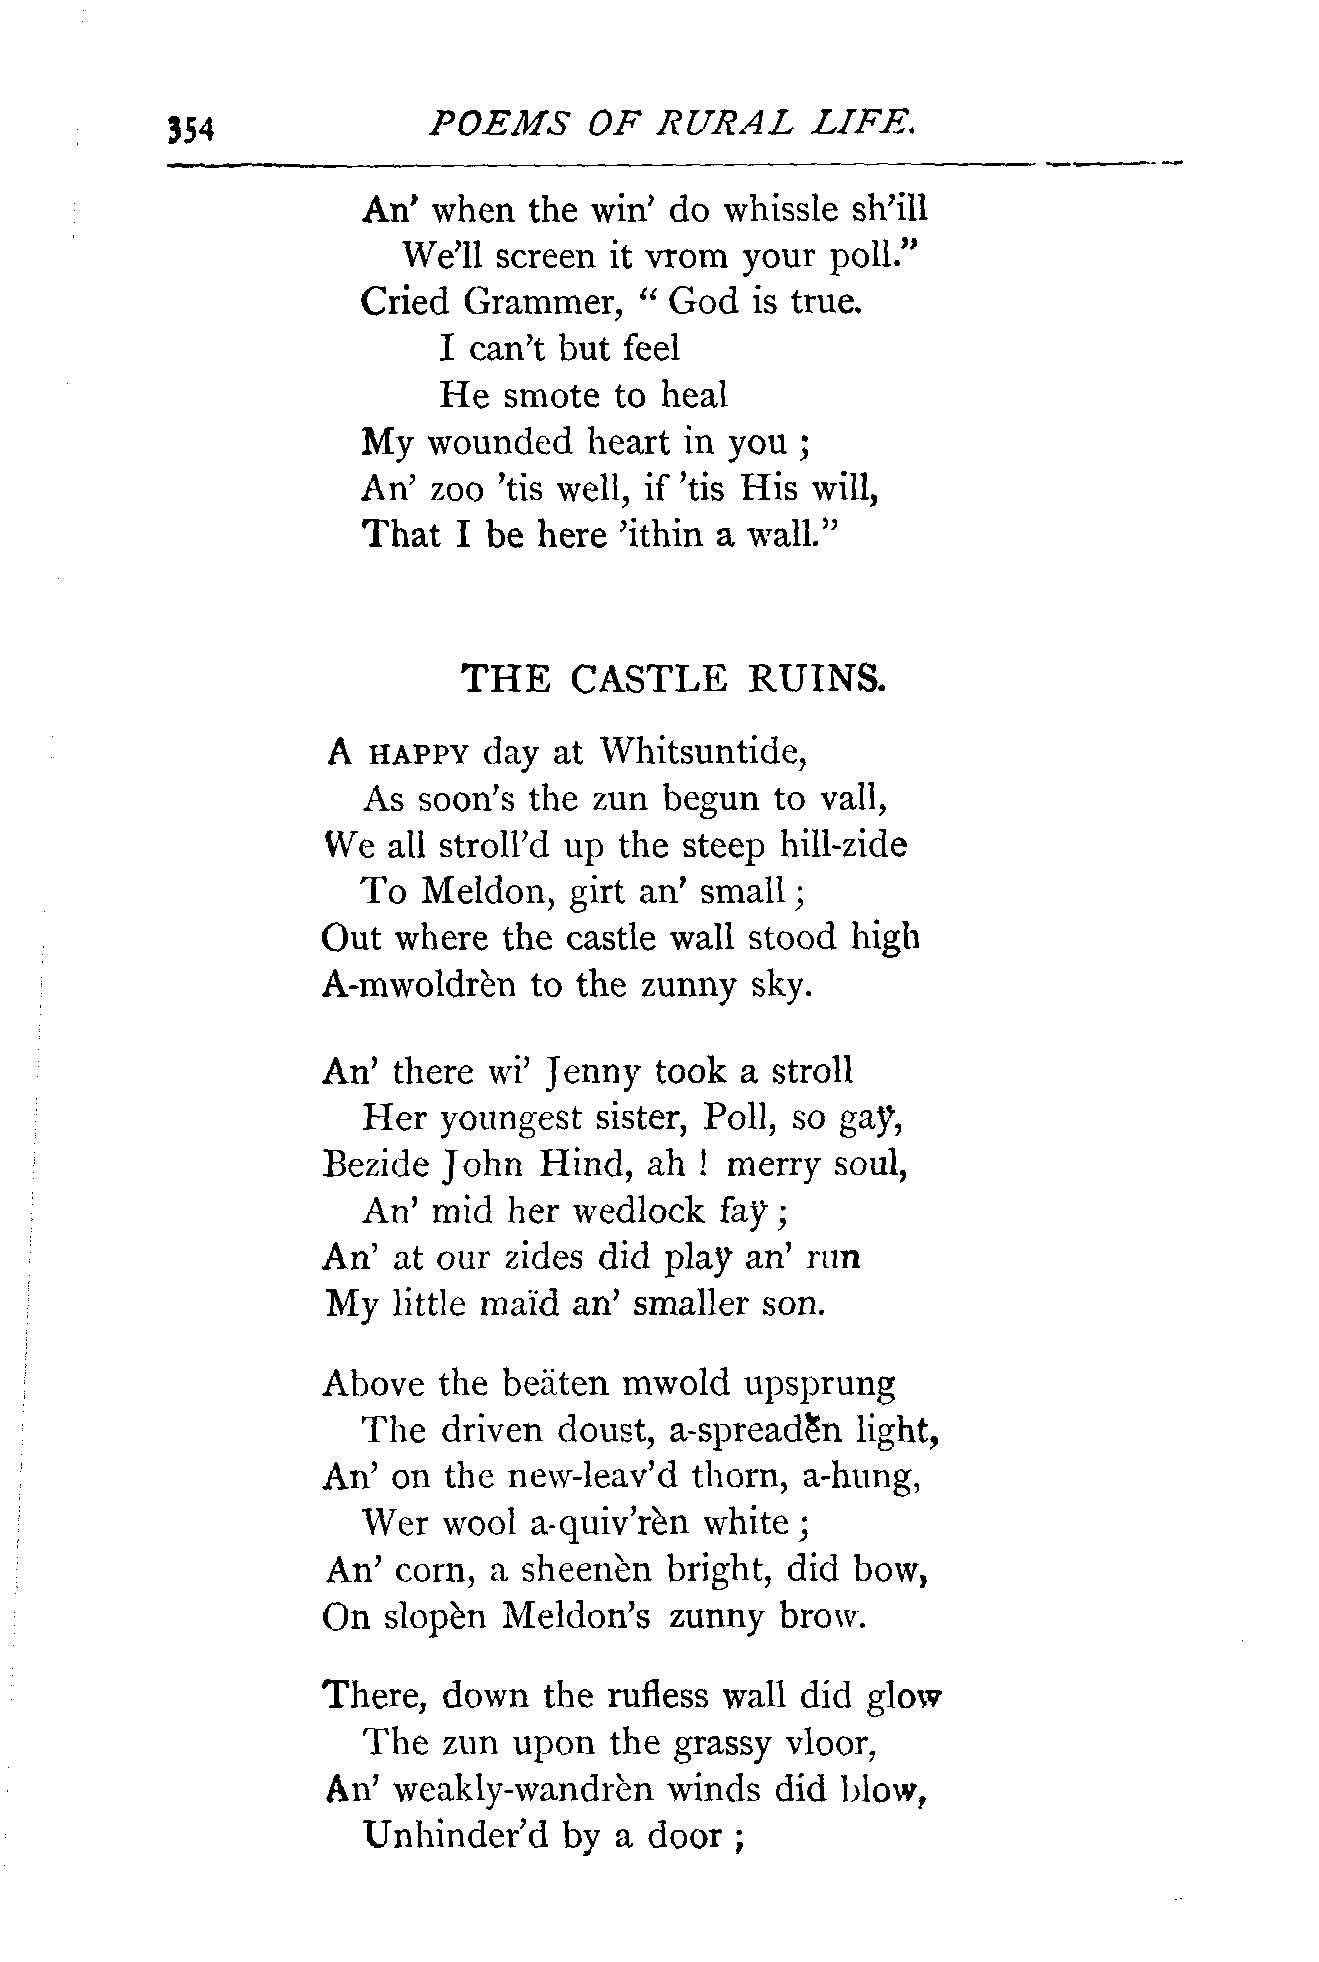 354 POEMS OF RURAL LIFE.
An' when the win' do whissle sh'ill
We'll screen it vrom your poll."
Cried Grammer, " God is true.
I can't but feel
He smote to heal
My wounded heart in you ;
An' zoo 'tis well, if 'tis His will,
That I be here 'ithin a wall."
THE CASTLE RUINS.
A HAPPY day at Whitsuntide,
As soon's the zun begun to vall,
We all stroll'd up the steep hill-zide
To Meldon, girt an' small ;
Out where the castle wall stood high
A-mwoldrèn to the zunny sky.
An' there wi' Jenny took a stroll
Her youngest sister, Poll, so gaÿ,
Bezide John Hind, ah ! merry soul,
An' mid her wedlock faÿ ;
An' at our zides did plaÿ an' run
My little maïd an' smaller son.
Above the beäten mwold upsprung
The driven doust, a-spreadèn light,
An' on the new-leav'd thorn, a-hung,
Wer wool a-quiv'rèn white ;
An' corn, a sheenèn bright, did bow,
On slopèn Meldon's zunny brow.
There, down the rufless wall did glow
The zun upon the grassy vloor,
An' weakly-wandrèn winds did blow,
Unhinder'd by a door ;